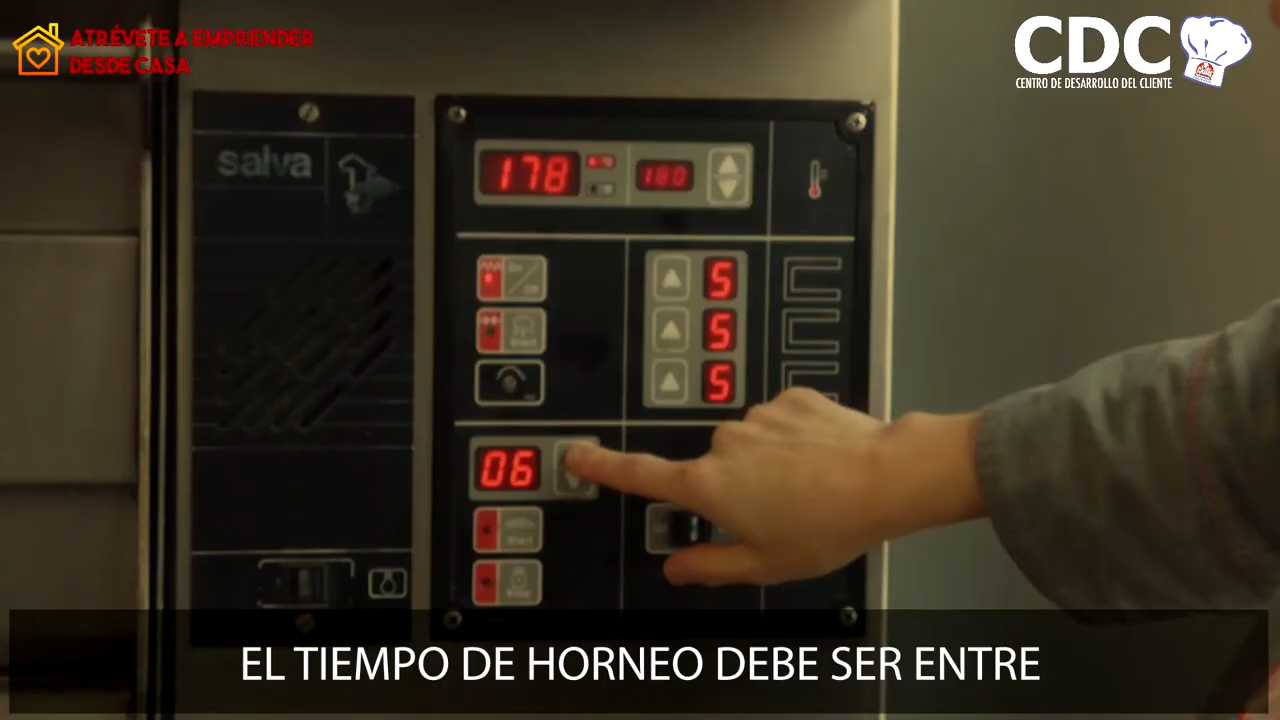 ATRÉVETE A EMPRENDER
DESDE CASA
CDC
CENTRO DE DESARROLLO DEL CLIENTE
salva
178
180
5
5
5
06
Start
EL TIEMPO DE HORNEO DEBE SER ENTRE